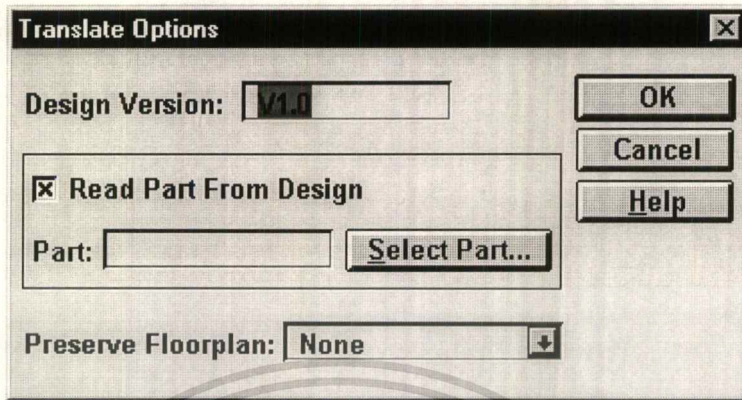 Translate Options
Design Version: V1.0
OK
Cancel
Help
Read Part From Design
Part:
Select Part...
Preserve Floorplan: None